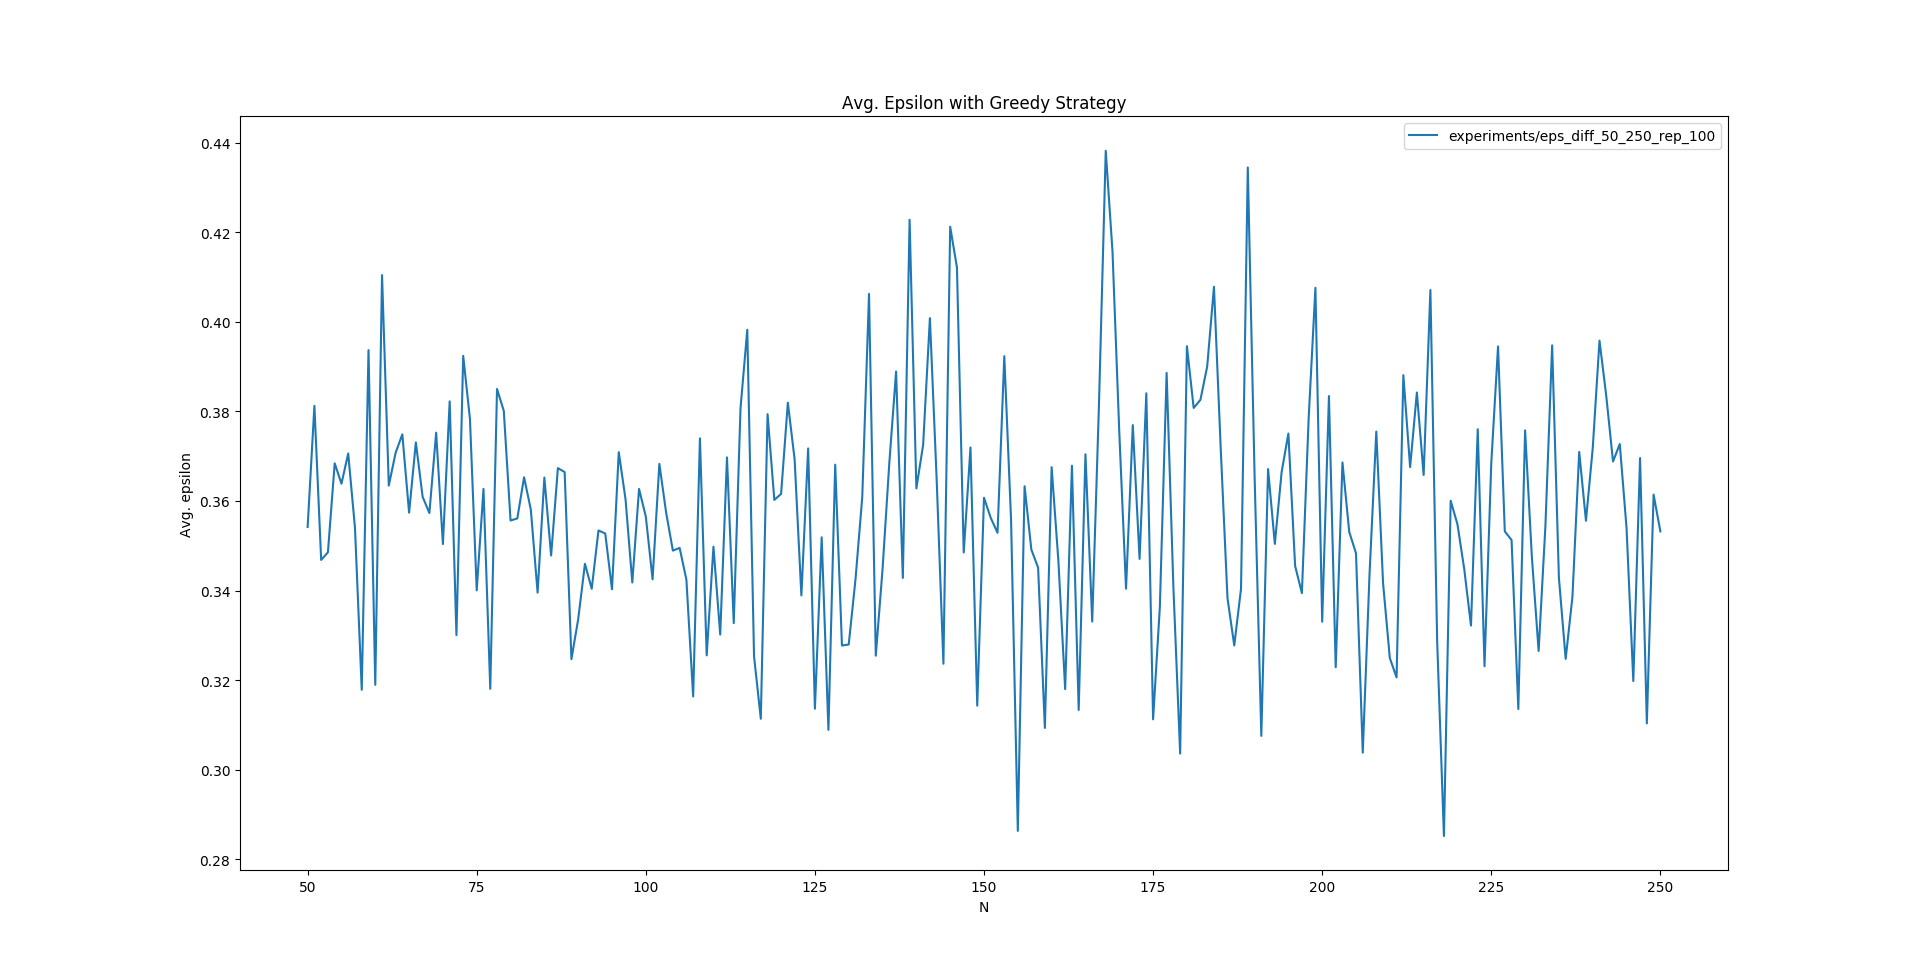 Avg. Epsilon with Greedy Strategy
experiments/eps_diff_50_250_rep_100
0.44
0.42
0.40
0.38
0.36
0.34
0.32
0.30
0.28
Avg. epsilon
50 75 100 125 150 175 200 225 250
N